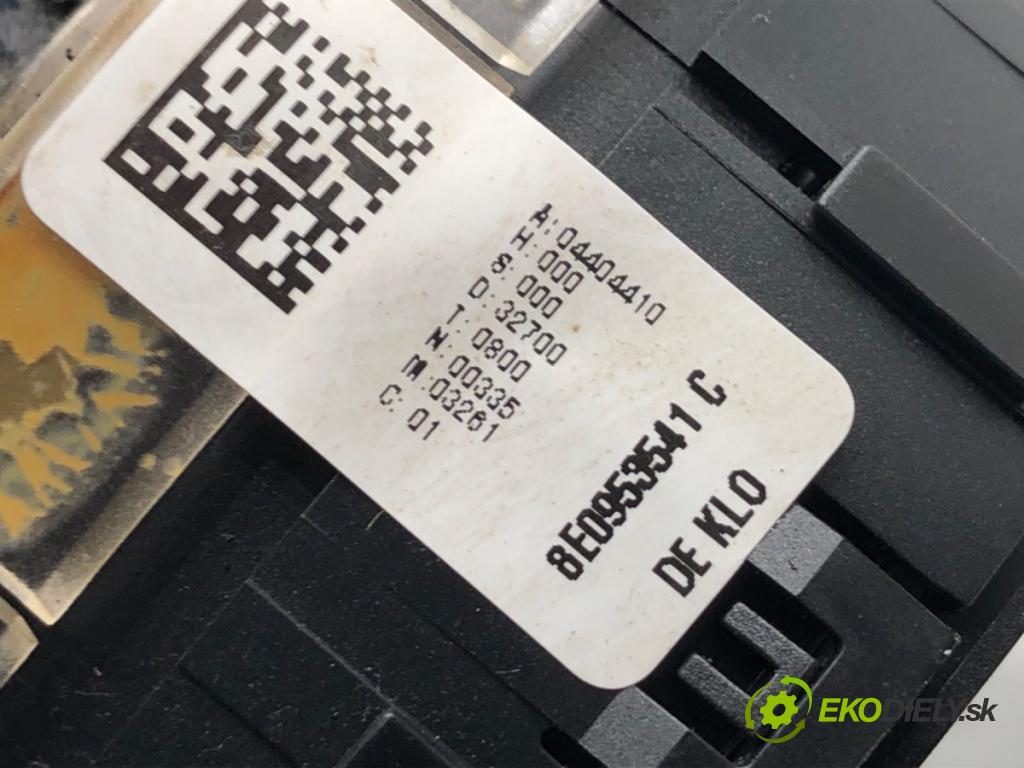 A: 04404410
H: 000
S: 000
D: 32700
T: 0800
N: 00335
M: 03261
C: 01
8E0953541 C
DE KLO
EKODIELY.sk